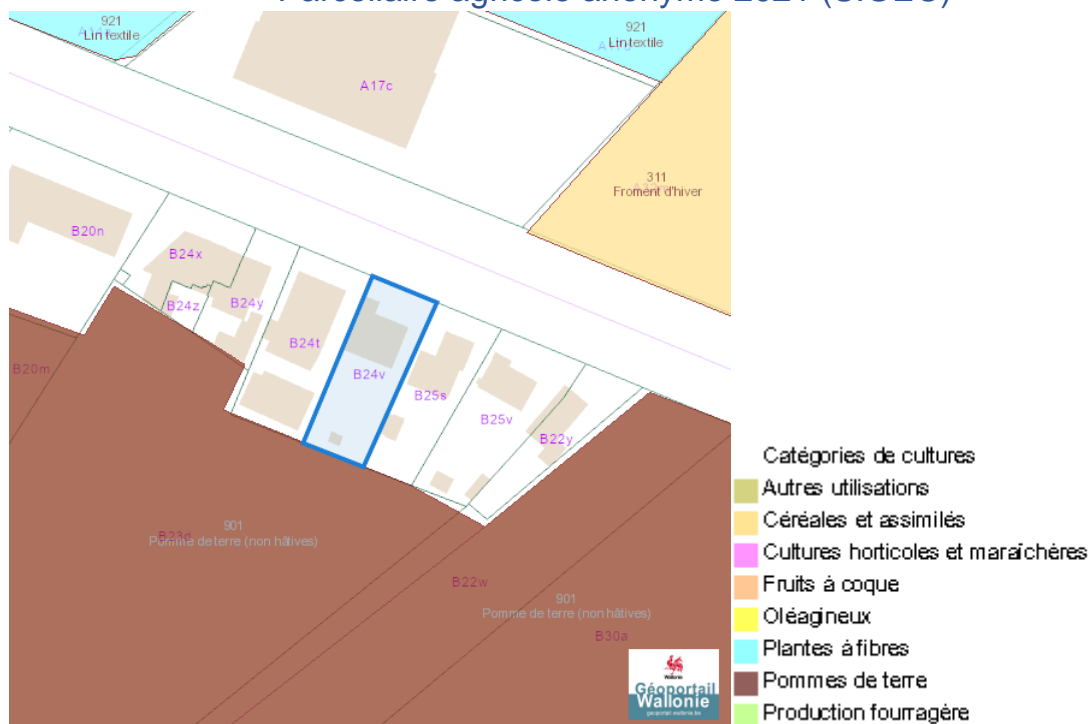 Parcellaire agricole anonyme 2021 (SIGEC)
921
Lin textile
921
Lin textile
A17c
311
Froment d'hiver
B20n
B24x
B24z
B24y
B24t
B24v
B25s
B25v
B22y
B20m
901
B23d
Pomme de terre (non hâtives)
B22w
901
Pomme de terre (non hâtives)
B30a
Wallonie
Géoportail
Wallonie
geoportail.wallonie.be
Catégories de cultures
Autres utilisations
Céréales et assimilés
Cultures horticoles et maraîchères
Fruits à coque
Oléagineux
Plantes à fibres
Pommes de terre
Production fourragère